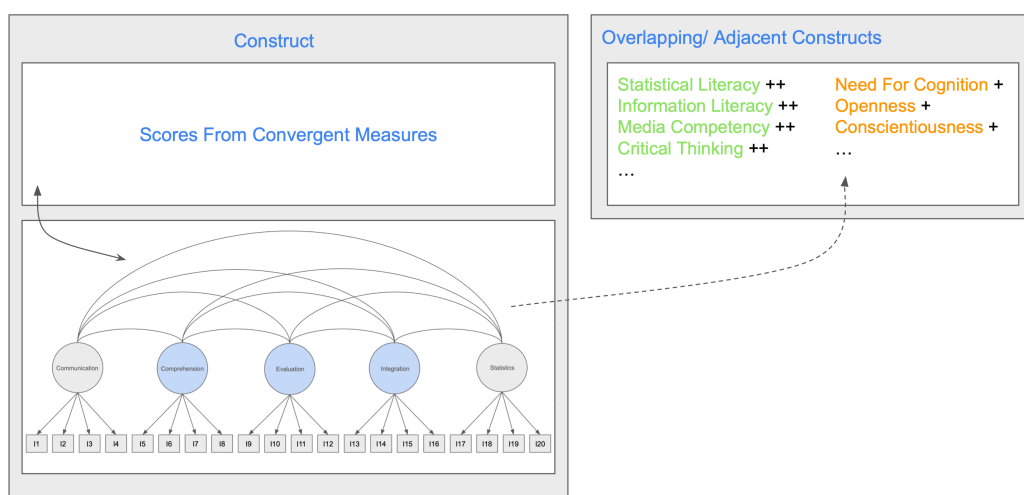 Construct
Scores From Convergent Measures
Communication
Comprehension
Evaluation
Integration
Statistics
I1 I2 I3 I4 I5 I6 I7 I8 I9 I10 I11 I12 I13 I14 I15 I16 I17 I18 I19 I20
Overlapping/ Adjacent Constructs
Statistical Literacy ++
Information Literacy ++
Media Competency ++
Critical Thinking ++
...
Need For Cognition +
Openness +
Conscientiousness +
...